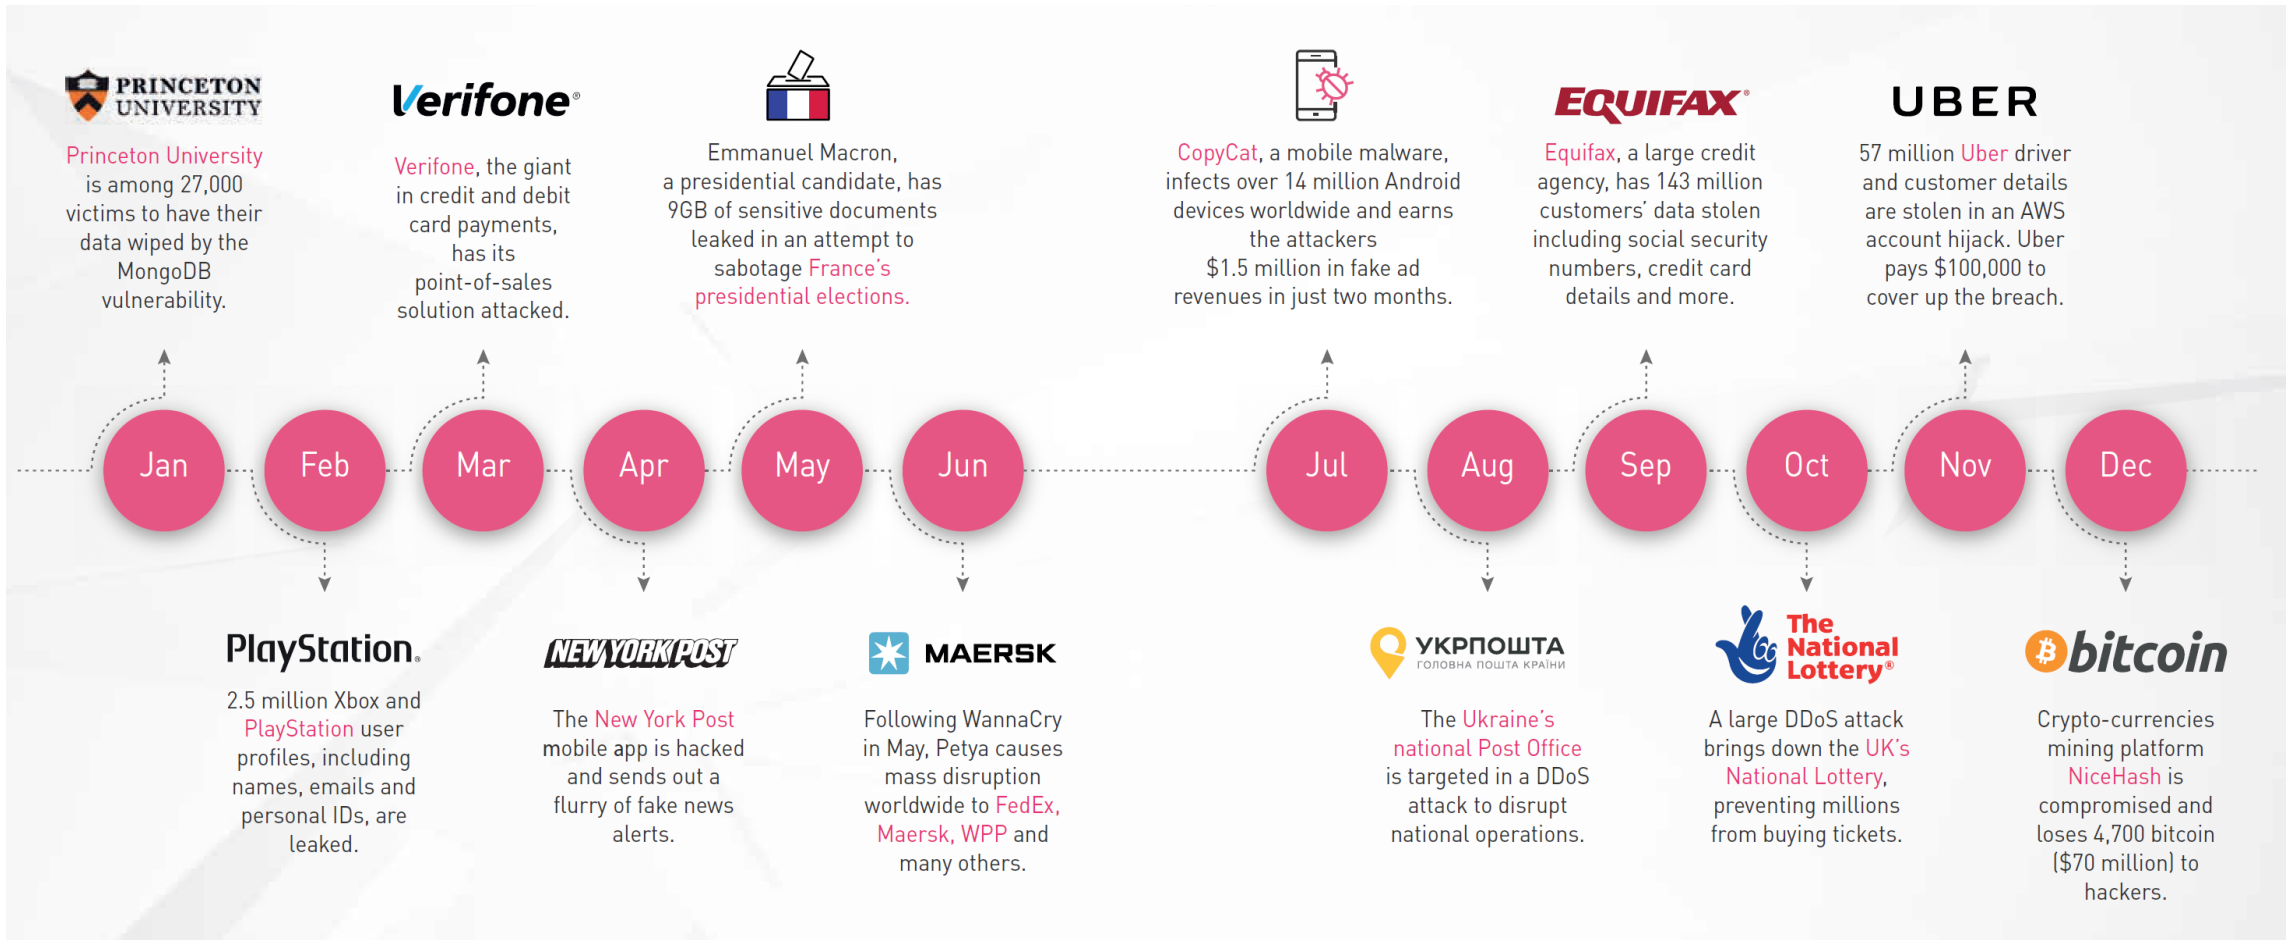 PRINCETON
UNIVERSITY
Princeton University
is among 27,000
victims to have their
data wiped by the
MongoDB
vulnerability.
Verifone®
Verifone, the giant
in credit and debit
card payments,
has its
point-of-sales
solution attacked.
Emmanuel Macron,
a presidential candidate, has
9GB of sensitive documents
leaked in an attempt to
sabotage France's
presidential elections.
CopyCat, a mobile malware,
infects over 14 million Android
devices worldwide and earns
the attackers
$1.5 million in fake ad
revenues in just two months.
EQUIFAX®
Equifax, a large credit
agency, has 143 million
customers' data stolen
including social security
numbers, credit card
details and more.
UBER
57 million Uber driver
and customer details
are stolen in an AWS
account hijack. Uber
pays $100,000 to
cover up the breach.
Jan
Feb
Mar
Apr
May
Jun
Jul
Aug
Sep
Oct
Nov
Dec
PlayStation®
2.5 million Xbox and
PlayStation user
profiles, including
names, emails and
personal IDs, are
leaked.
NEW YORK POST
The New York Post
mobile app is hacked
and sends out a
flurry of fake news
alerts.
MAERSK
Following WannaCry
in May, Petya causes
mass disruption
worldwide to FedEx,
Maersk, WPP and
many others.
УКРПОШТА
ГОЛОВНА ПОШТА КРАЇНИ
The Ukraine's
national Post Office
is targeted in a DDoS
attack to disrupt
national operations.
The
National
Lottery®
A large DDoS attack
brings down the UK's
National Lottery,
preventing millions
from buying tickets.
bitcoin
Crypto-currencies
mining platform
NiceHash is
compromised and
loses 4,700 bitcoin
($70 million) to
hackers.